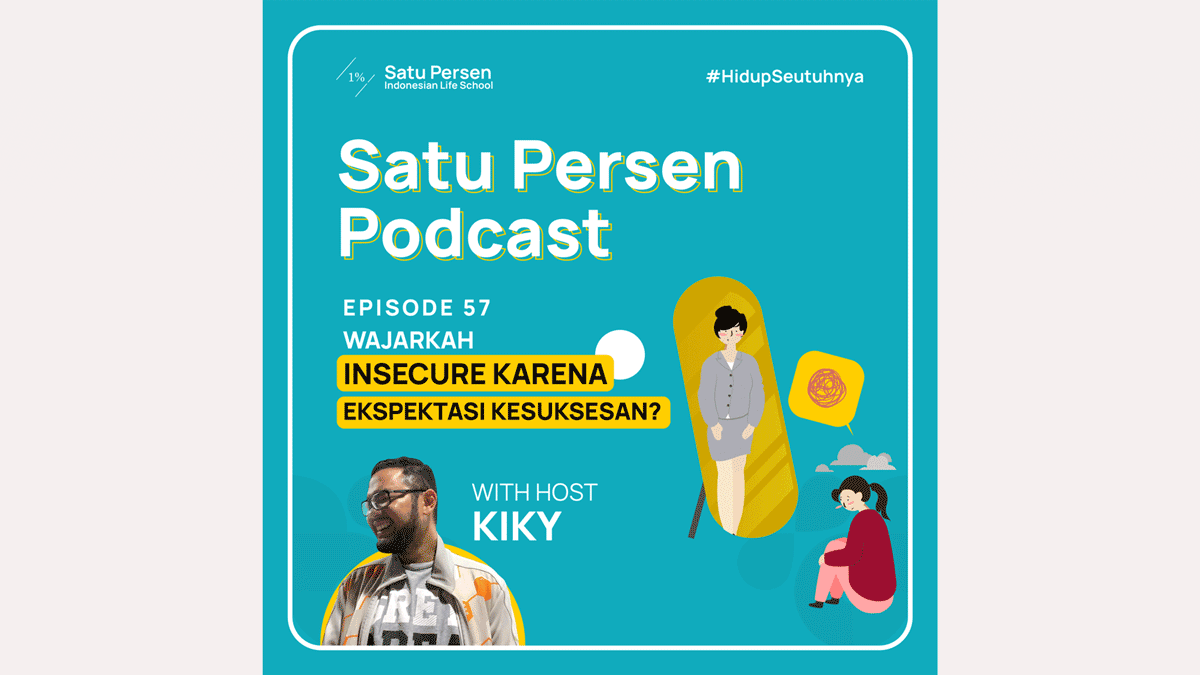 1%
Satu Persen
Indonesian Life School
#HidupSeutuhnya
Satu Persen
Podcast
EPISODE 57
WAJARKAH
INSECURE KARENA
EKSPEKTASI KESUKSESAN?
WITH HOST
KIKY